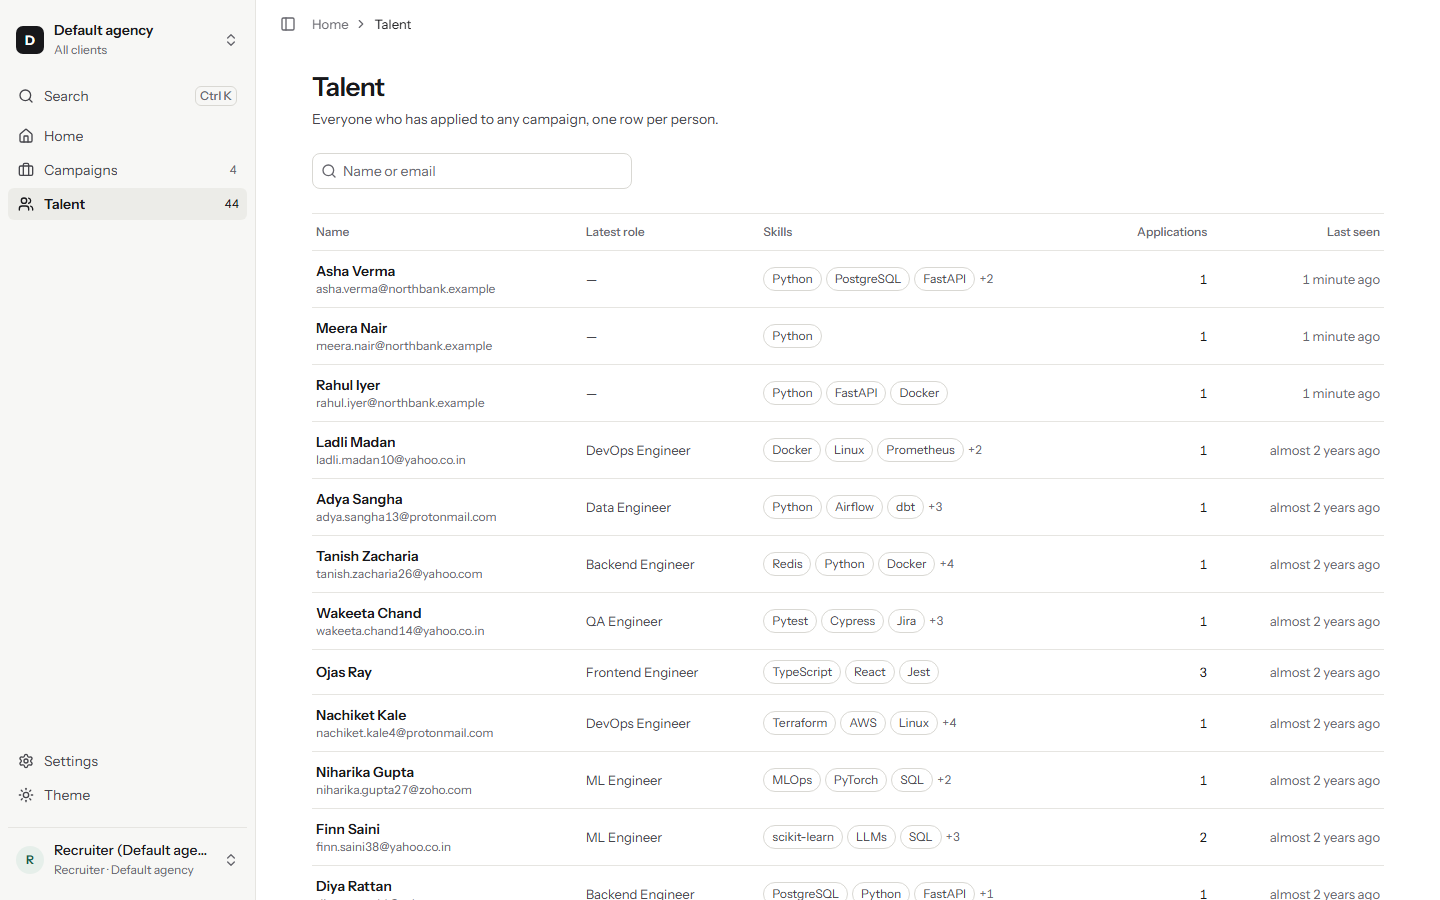 D
Default agency
All clients
Search
Ctrl K
Home
Campaigns
4
Talent
44
Settings
Theme
R
Recruiter (Default age...
Recruiter · Default agency
Home
Talent
Talent
Everyone who has applied to any campaign, one row per person.
Name or email
Name Latest role Skills Applications Last seen
Asha Verma
asha.verma@northbank.example
— Python PostgreSQL FastAPI +2 1 1 minute ago
Meera Nair
meera.nair@northbank.example
— Python 1 1 minute ago
Rahul Iyer
rahul.iyer@northbank.example
— Python FastAPI Docker 1 1 minute ago
Ladli Madan
ladli.madan10@yahoo.co.in
DevOps Engineer Docker Linux Prometheus +2 1 almost 2 years ago
Adya Sangha
adya.sangha13@protonmail.com
Data Engineer Python Airflow dbt +3 1 almost 2 years ago
Tanish Zacharia
tanish.zacharia26@yahoo.com
Backend Engineer Redis Python Docker +4 1 almost 2 years ago
Wakeeta Chand
wakeeta.chand14@yahoo.co.in
QA Engineer Pytest Cypress Jira +3 1 almost 2 years ago
Ojas Ray Frontend Engineer TypeScript React Jest 3 almost 2 years ago
Nachiket Kale
nachiket.kale4@protonmail.com
DevOps Engineer Terraform AWS Linux +4 1 almost 2 years ago
Niharika Gupta
niharika.gupta27@zoho.com
ML Engineer MLOps PyTorch SQL +2 1 almost 2 years ago
Finn Saini
finn.saini38@yahoo.co.in
ML Engineer scikit-learn LLMs SQL +3 2 almost 2 years ago
Diya Rattan
Backend Engineer PostgreSQL Python FastAPI +1 1 almost 2 years ago